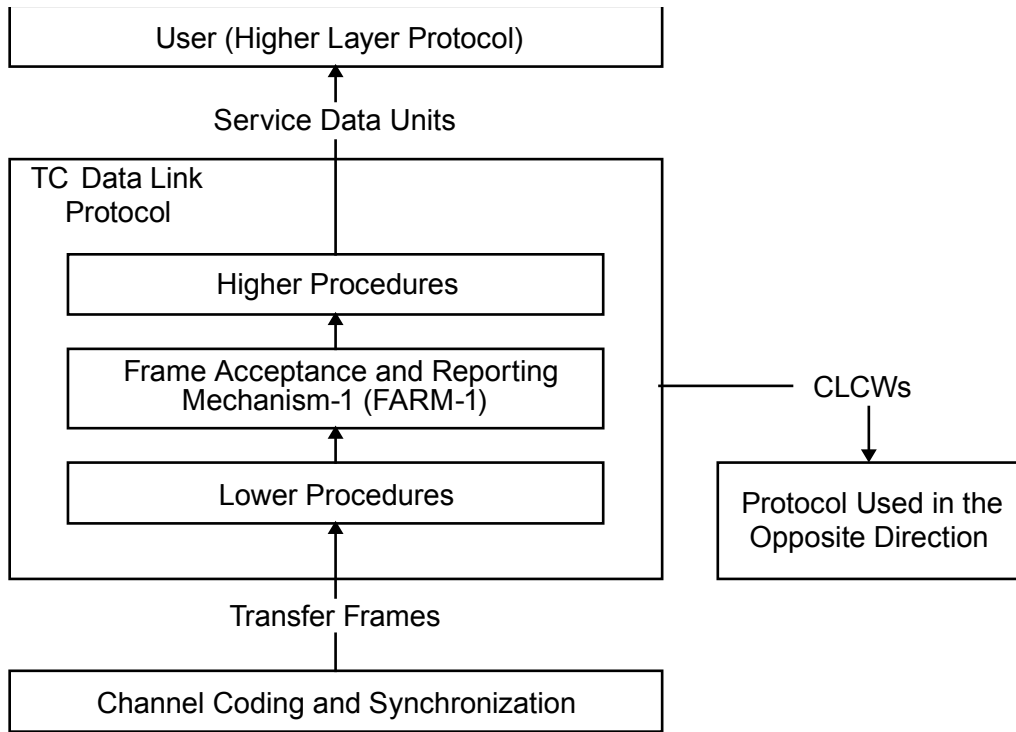 User (Higher Layer Protocol)
Service Data Units
TC Data Link
Protocol
Higher Procedures
Frame Acceptance and Reporting
Mechanism-1 (FARM-1)
CLCWs
Lower Procedures
Protocol Used in the
Opposite Direction
Transfer Frames
Channel Coding and Synchronization